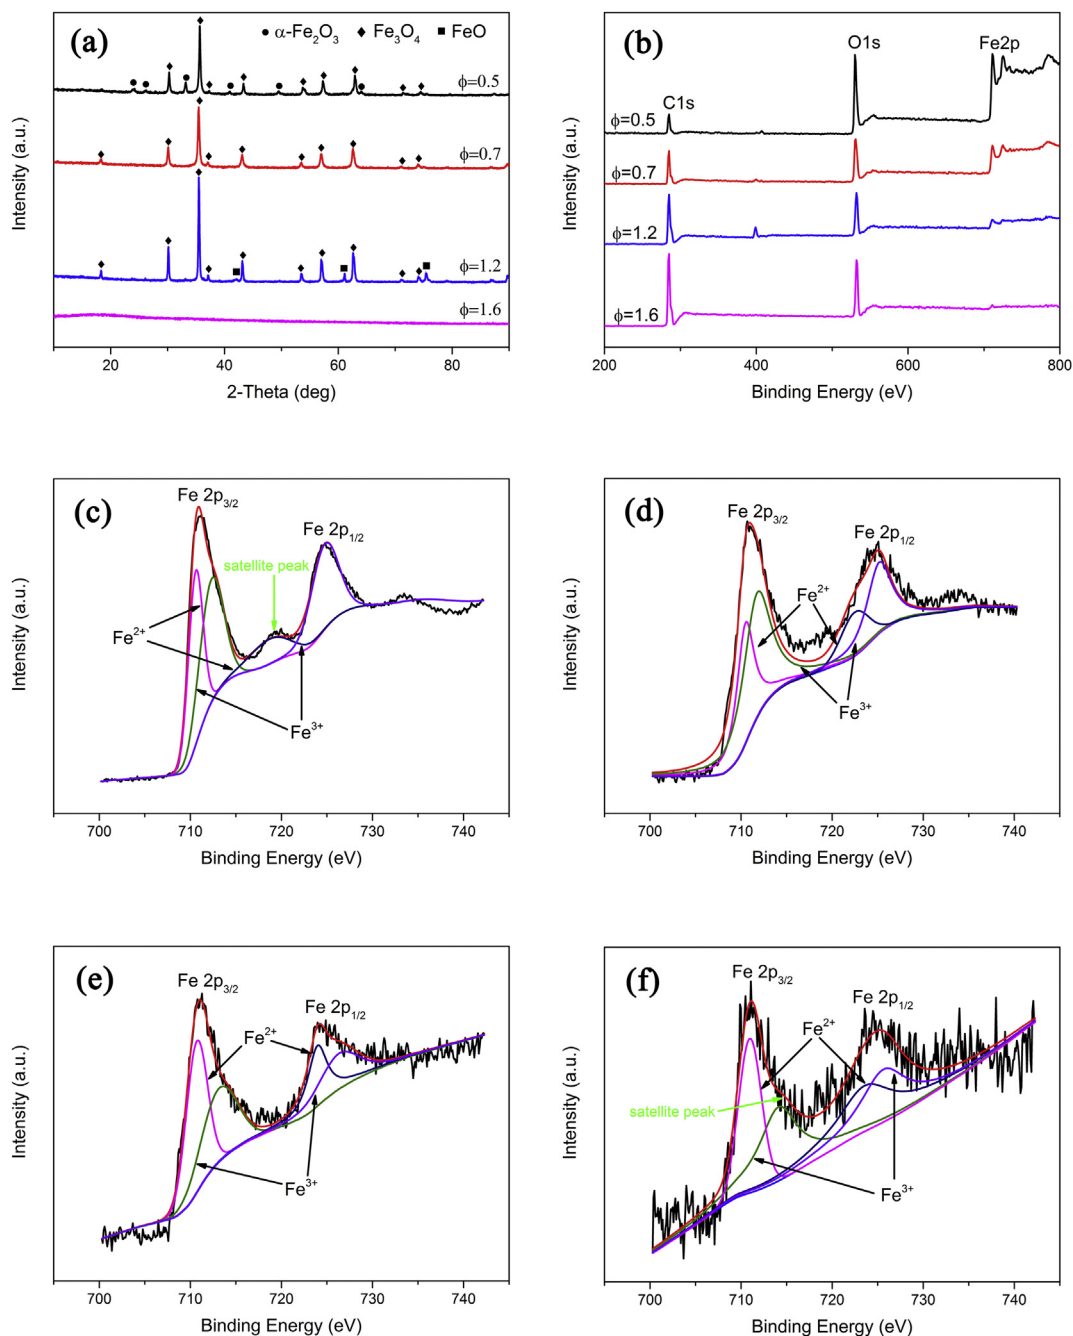 (a)
● α-Fe₂O₃ ◆ Fe₃O₄ ■ FeO
ϕ=0.5
ϕ=0.7
ϕ=1.2
ϕ=1.6
Intensity (a.u.)
20 40 60 80
2-Theta (deg)
(b)
O1s
Fe2p
C1s
ϕ=0.5
ϕ=0.7
ϕ=1.2
ϕ=1.6
Intensity (a.u.)
200 400 600 800
Binding Energy (eV)
(c)
Fe 2p₃/₂
Fe 2p₁/₂
satellite peak
Fe²⁺
Fe³⁺
Intensity (a.u.)
700 710 720 730 740
Binding Energy (eV)
(d)
Fe 2p₃/₂
Fe 2p₁/₂
Fe²⁺
Fe³⁺
Intensity (a.u.)
700 710 720 730 740
Binding Energy (eV)
(e)
Fe 2p₃/₂
Fe 2p₁/₂
Fe²⁺
Fe³⁺
Intensity (a.u.)
700 710 720 730 740
Binding Energy (eV)
(f)
Fe 2p₃/₂
Fe 2p₁/₂
Fe²⁺
satellite peak
Fe³⁺
Intensity (a.u.)
700 710 720 730 740
Binding Energy (eV)